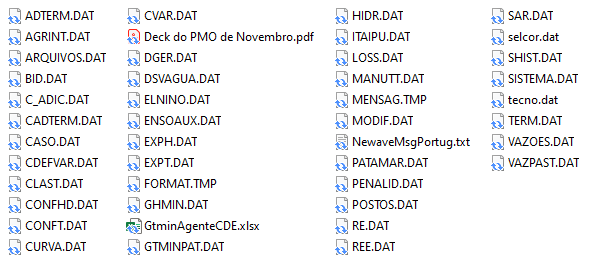 ADTERM.DAT
AGRINT.DAT
ARQUIVOS.DAT
BID.DAT
C_ADIC.DAT
CADTERM.DAT
CASO.DAT
CDEFVAR.DAT
CLAST.DAT
CONFHD.DAT
CONFT.DAT
CURVA.DAT
CVAR.DAT
Deck do PMO de Novembro.pdf
DGER.DAT
DSVAGUA.DAT
ELNINO.DAT
ENSOAUX.DAT
EXPH.DAT
EXPT.DAT
FORMAT.TMP
GHMIN.DAT
GtminAgenteCDE.xlsx
GTMINPAT.DAT
HIDR.DAT
ITAIPU.DAT
LOSS.DAT
MANUTT.DAT
MENSAG.TMP
MODIF.DAT
NewaveMsgPortug.txt
PATAMAR.DAT
PENALID.DAT
POSTOS.DAT
RE.DAT
REE.DAT
SAR.DAT
selcor.dat
SHIST.DAT
SISTEMA.DAT
tecno.dat
TERM.DAT
VAZOES.DAT
VAZPAST.DAT